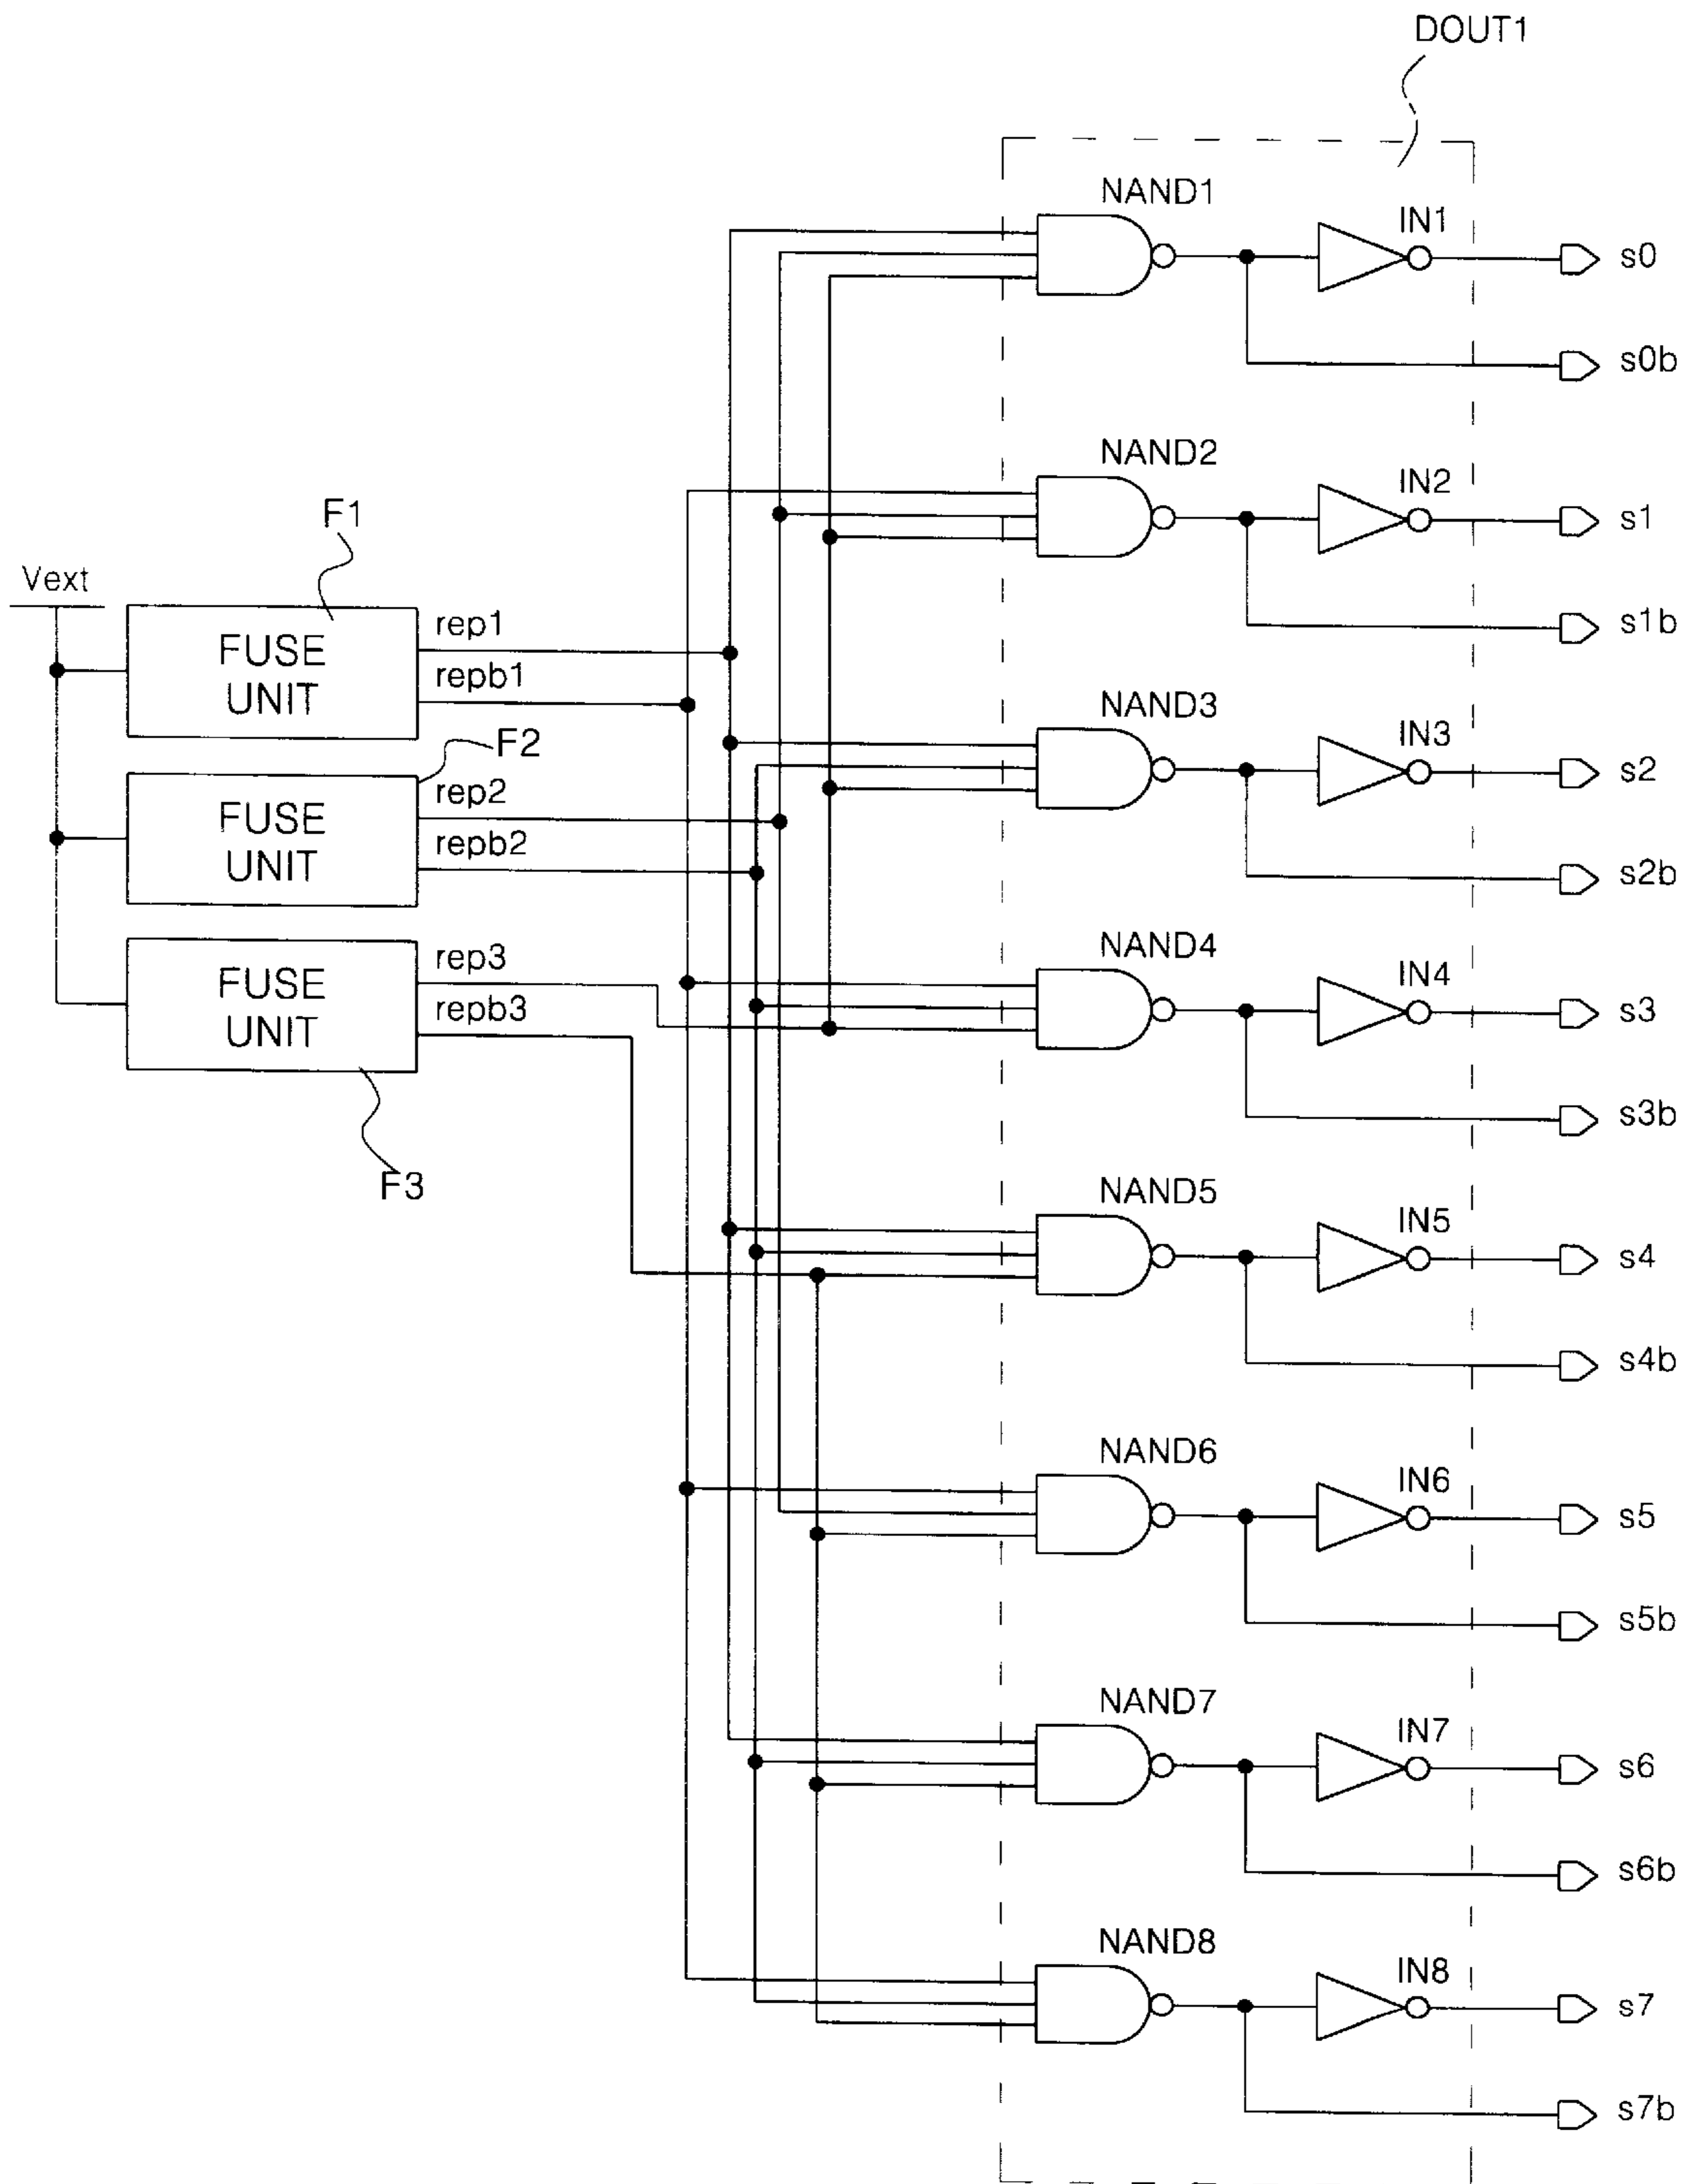 DOUT1
NAND1
IN1
s0
s0b
NAND2
IN2
s1
s1b
F1
Vext
FUSE
UNIT
rep1
repb1
NAND3
IN3
s2
s2b
F2
FUSE
UNIT
rep2
repb2
NAND4
IN4
s3
s3b
FUSE
UNIT
rep3
repb3
F3
NAND5
IN5
s4
s4b
NAND6
IN6
s5
s5b
NAND7
IN7
s6
s6b
NAND8
IN8
s7
s7b